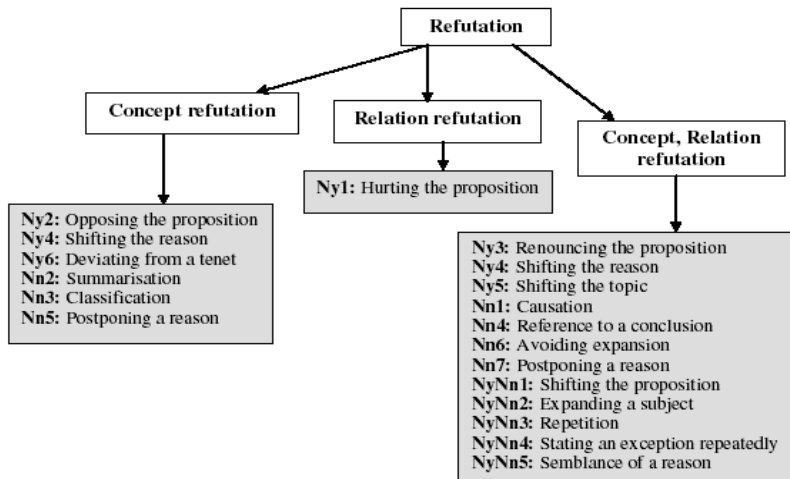 Refutation
Concept refutation
Relation refutation
Concept, Relation
refutation
Ny1: Hurting the proposition
Ny2: Opposing the proposition
Ny4: Shifting the reason
Ny6: Deviating from a tenet
Nn2: Summarisation
Nn3: Classification
Nn5: Postponing a reason
Ny3: Renouncing the proposition
Ny4: Shifting the reason
Ny5: Shifting the topic
Nn1: Causation
Nn4: Reference to a conclusion
Nn6: Avoiding expansion
Nn7: Postponing a reason
NyNn1: Shifting the proposition
NyNn2: Expanding a subject
NyNn3: Repetition
NyNn4: Stating an exception repeatedly
NyNn5: Semblance of a reason